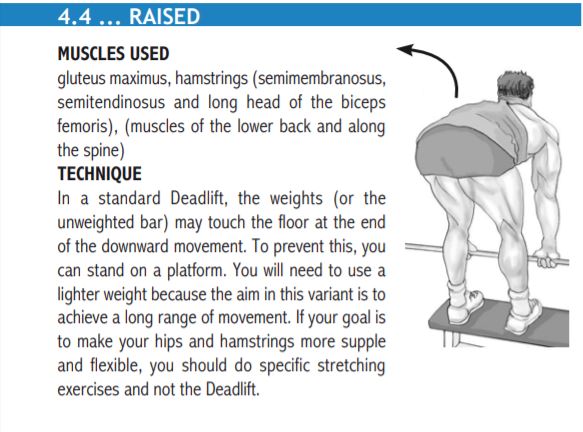 4.4 ... RAISED
MUSCLES USED
gluteus maximus, hamstrings (semimembranosus,
semitendinosus and long head of the biceps
femoris), (muscles of the lower back and along
the spine)
TECHNIQUE
In a standard Deadlift, the weights (or the
unweighted bar) may touch the floor at the end
of the downward movement. To prevent this, you
can stand on a platform. You will need to use a
lighter weight because the aim in this variant is to
achieve a long range of movement. If your goal is
to make your hips and hamstrings more supple
and flexible, you should do specific stretching
exercises and not the Deadlift.